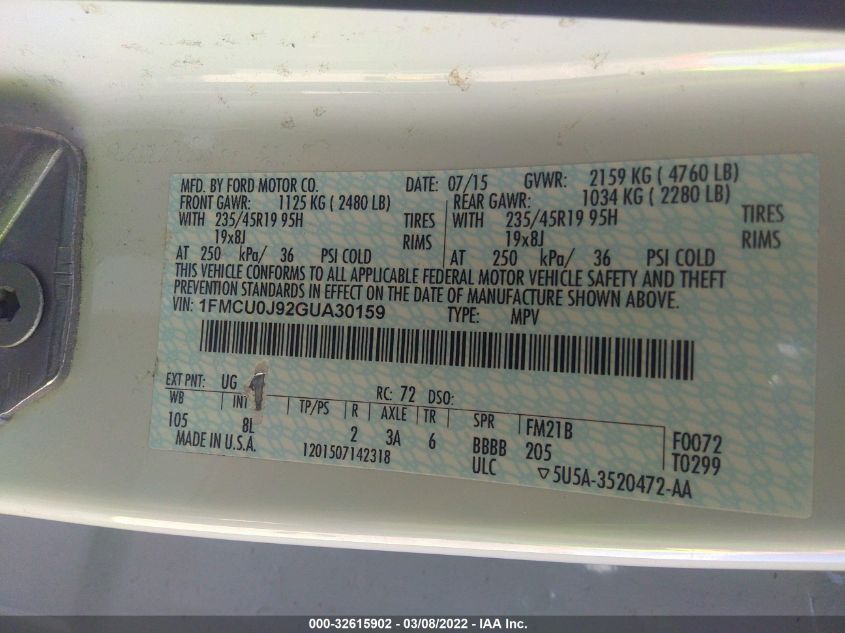 MFD. BY FORD MOTOR CO. DATE: 07/15 GVWR: 2159 KG ( 4760 LB)
FRONT GAWR: 1125 KG ( 2480 LB) REAR GAWR: 1034 KG ( 2280 LB)
WITH 235/45R19 95H TIRES WITH 235/45R19 95H TIRES
19x8J RIMS 19x8J RIMS
AT 250 kPa/ 36 PSI COLD AT 250 kPa/ 36 PSI COLD
THIS VEHICLE CONFORMS TO ALL APPLICABLE FEDERAL MOTOR VEHICLE SAFETY AND THEFT
PREVENTION STANDARDS IN EFFECT ON THE DATE OF MANUFACTURE SHOWN ABOVE.
VIN: 1FMCU0J92GUA30159 TYPE: MPV
EXT PNT: UG RC: 72 DSO:
WB INT TP/PS R AXLE TR SPR FM21B
105 8L 2 3A 6 BBBB 205 F0072
MADE IN U.S.A. 1201507142318 ULC 5U5A-3520472-AA T0299
000-32615902 - 03/08/2022 - IAA Inc.